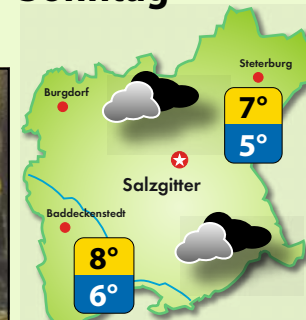 Sonntag
Steterburg
Burgdorf
7°
5°
Salzgitter
Baddeckenstedt
8°
6°